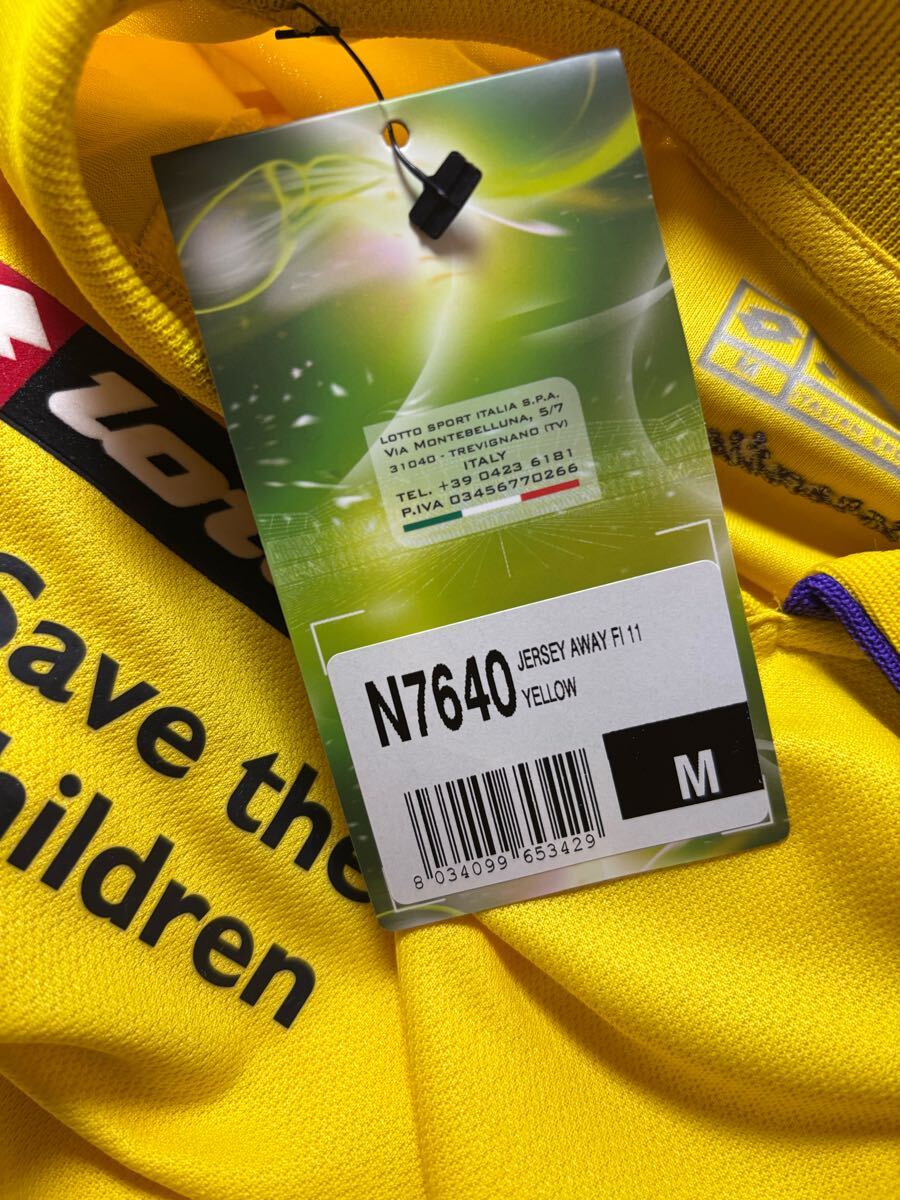 LOTTO SPORT ITALIA S.P.A.
VIA MONTEBELLUNA, 5/7
31040 - TREVIGNANO (TV)
ITALY
TEL. +39 0423 6181
P.IVA 03456770266
N7640
JERSEY AWAY FI 11
YELLOW
M
8 034099 653429
Save the
M